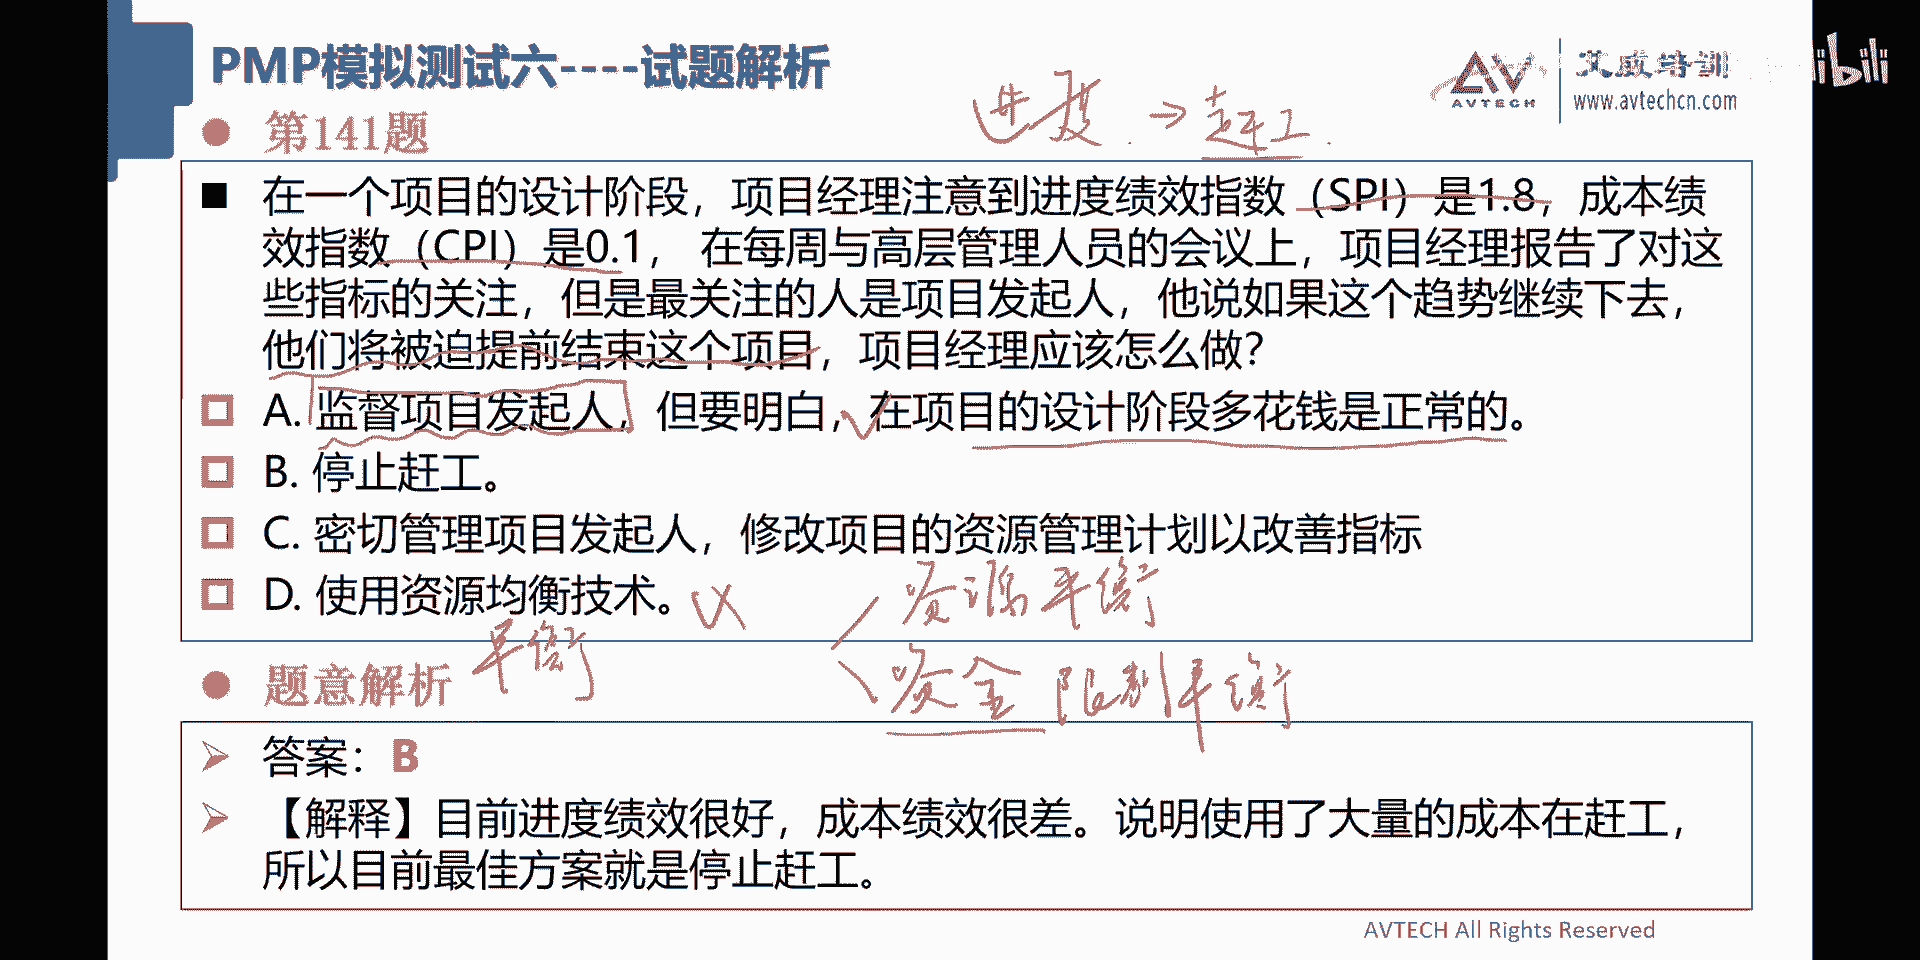 PMP模拟测试六----试题解析
AVTECH
艾威培训
www.avtechcn.com
bilibili
第141题
进度 → 赶工
在一个项目的设计阶段，项目经理注意到进度绩效指数（SPI）是1.8，成本绩
效指数（CPI）是0.1， 在每周与高层管理人员的会议上，项目经理报告了对这
些指标的关注，但是最关注的人是项目发起人，他说如果这个趋势继续下去，
他们将被迫提前结束这个项目，项目经理应该怎么做？
A. 监督项目发起人，但要明白，在项目的设计阶段多花钱是正常的。
B. 停止赶工。
C. 密切管理项目发起人，修改项目的资源管理计划以改善指标
D. 使用资源均衡技术。
资源平衡
平衡
资金限制平衡
题意解析
答案：B
【解释】目前进度绩效很好，成本绩效很差。说明使用了大量的成本在赶工，
所以目前最佳方案就是停止赶工。
AVTECH All Rights Reserved